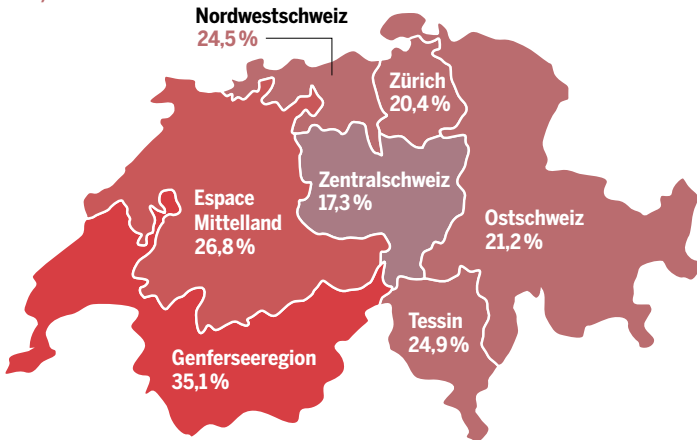 Nordwestschweiz
24,5 %
Zürich
20,4 %
Zentralschweiz
17,3 %
Espace
Mittelland
26,8 %
Ostschweiz
21,2 %
Tessin
24,9 %
Genferseeregion
35,1 %